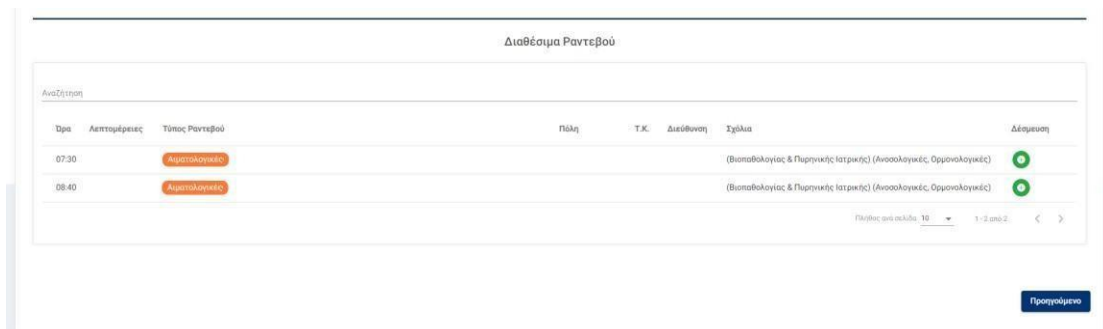 Διαθέσιμα Ραντεβού
Αναζήτηση
Ώρα Λεπτομέρειες Τύπος Ραντεβού Πόλη Τ.Κ. Διεύθυνση Σχόλια Δέσμευση
07:30 Αιματολογικές (Βιοπαθολογίας & Πυρηνικής Ιατρικής) (Ανοσολογικές, Ορμονολογικές)
08:40 Αιματολογικές (Βιοπαθολογίας & Πυρηνικής Ιατρικής) (Ανοσολογικές, Ορμονολογικές)
Πλήθος ανά σελίδα 10 1-2 από 2
Προηγούμενο